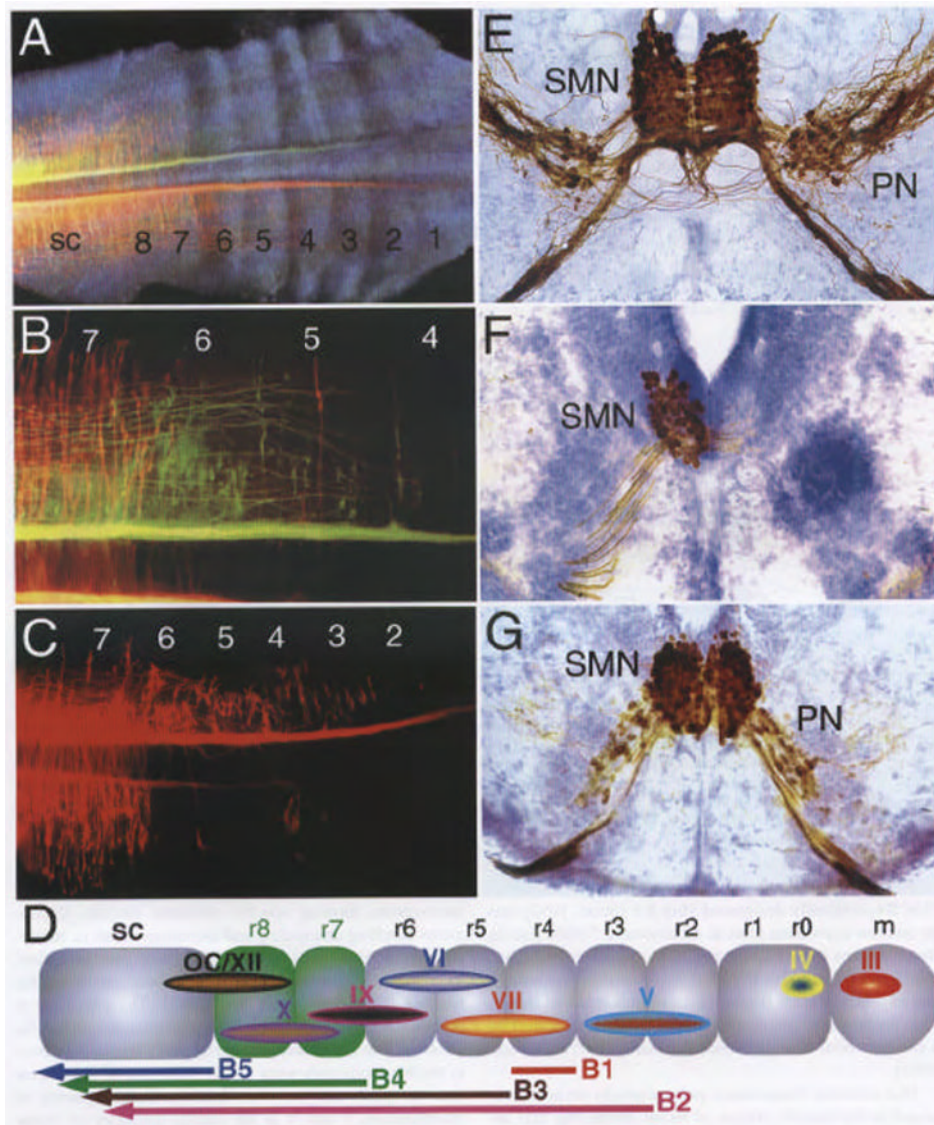 A
sc 8 7 6 5 4 3 2 1
B
7 6 5 4
C
7 6 5 4 3 2
D
sc r8 r7 r6 r5 r4 r3 r2 r1 r0 m
OC/XII VI IV III
X IX VII V
B5 B1
B4
B3
B2
E
SMN
PN
F
SMN
G
SMN
PN